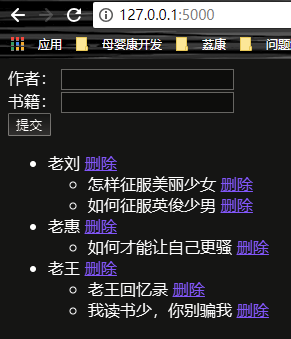 127.0.0.1:5000
应用 母婴康开发 荔康 问题
作者：
书籍：
提交
老刘 删除
怎样征服美丽少女 删除
如何征服英俊少男 删除
老惠 删除
如何才能让自己更骚 删除
老王 删除
老王回忆录 删除
我读书少，你别骗我 删除